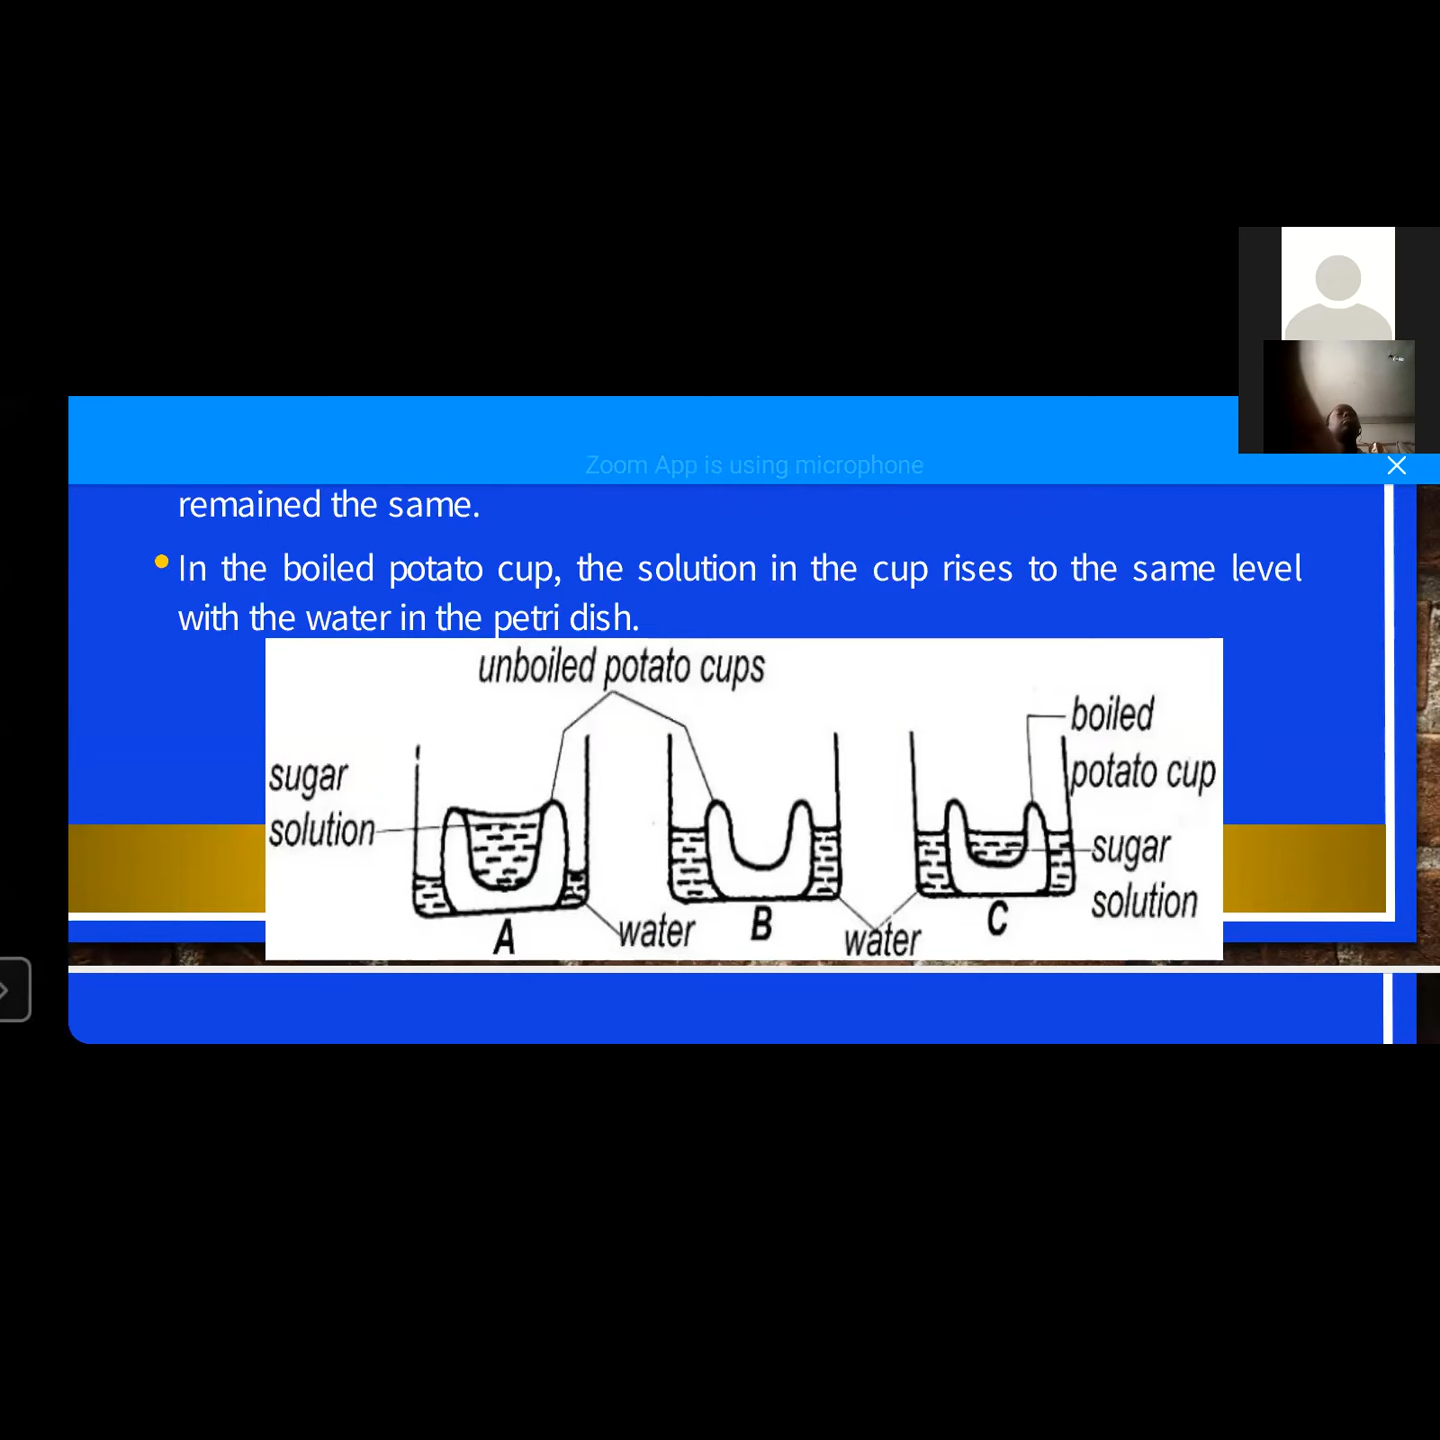 Zoom App is using microphone
remained the same.
In the boiled potato cup, the solution in the cup rises to the same level
with the water in the petri dish.
unboiled potato cups
boiled
potato cup
sugar
solution
sugar
solution
A
water
B
water
C